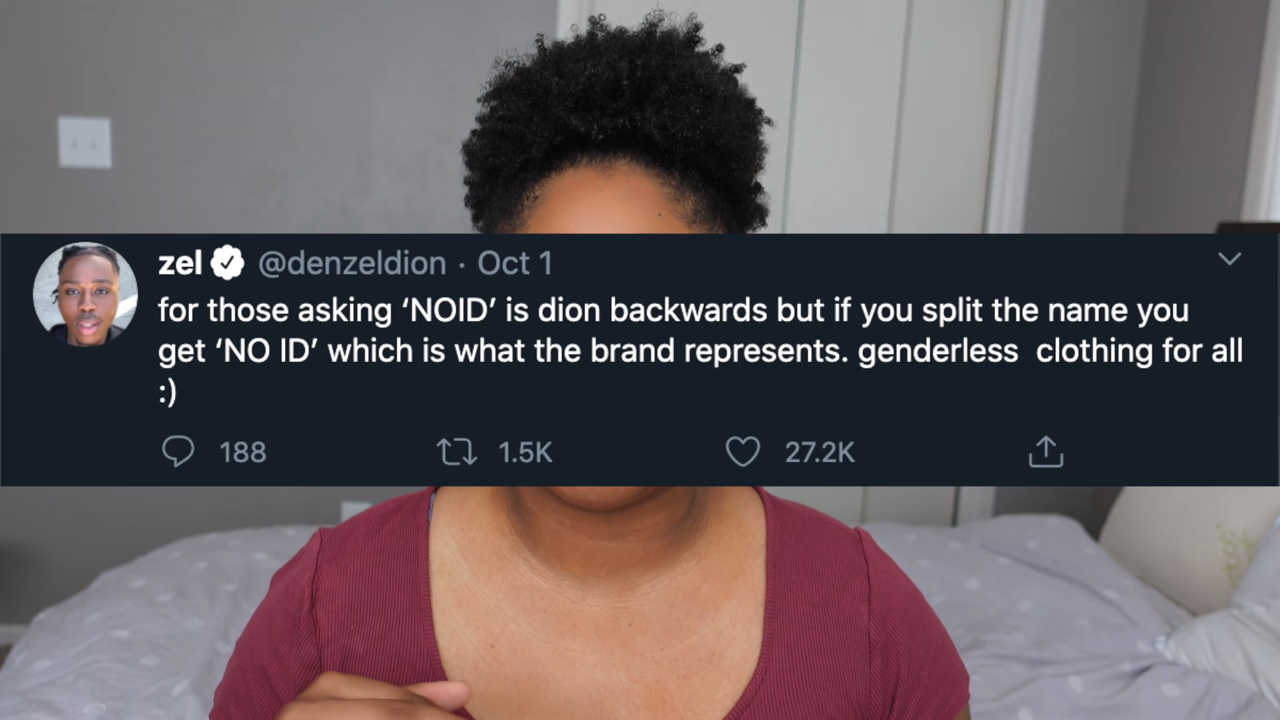 zel @denzeldion · Oct 1
for those asking ‘NOID’ is dion backwards but if you split the name you
get ‘NO ID’ which is what the brand represents. genderless  clothing for all
:)
188 1.5K 27.2K